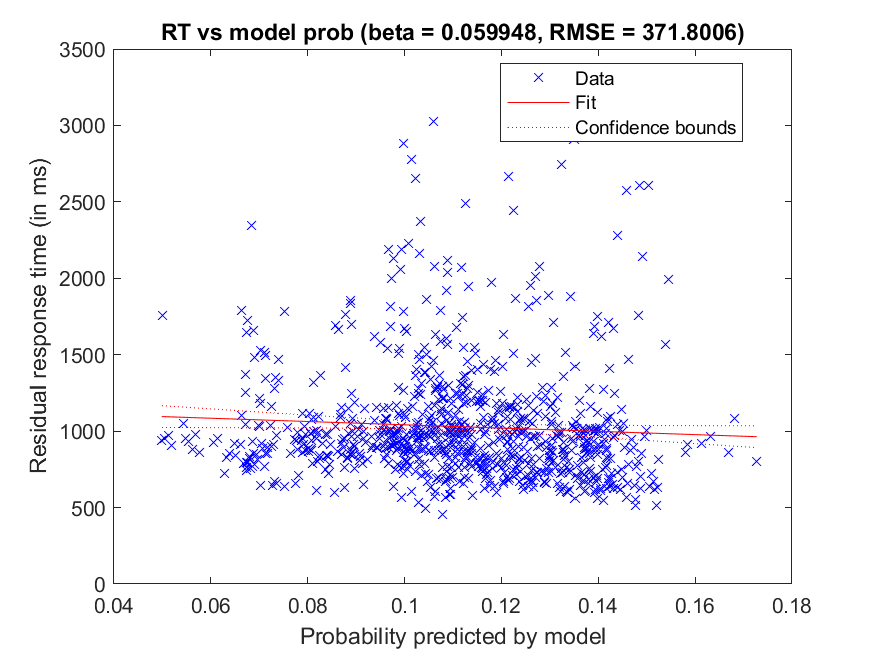 RT vs model prob (beta = 0.059948, RMSE = 371.8006)
3500
3000
2500
2000
1500
1000
500
0
Residual response time (in ms)
Data
Fit
Confidence bounds
0.04 0.06 0.08 0.1 0.12 0.14 0.16 0.18
Probability predicted by model